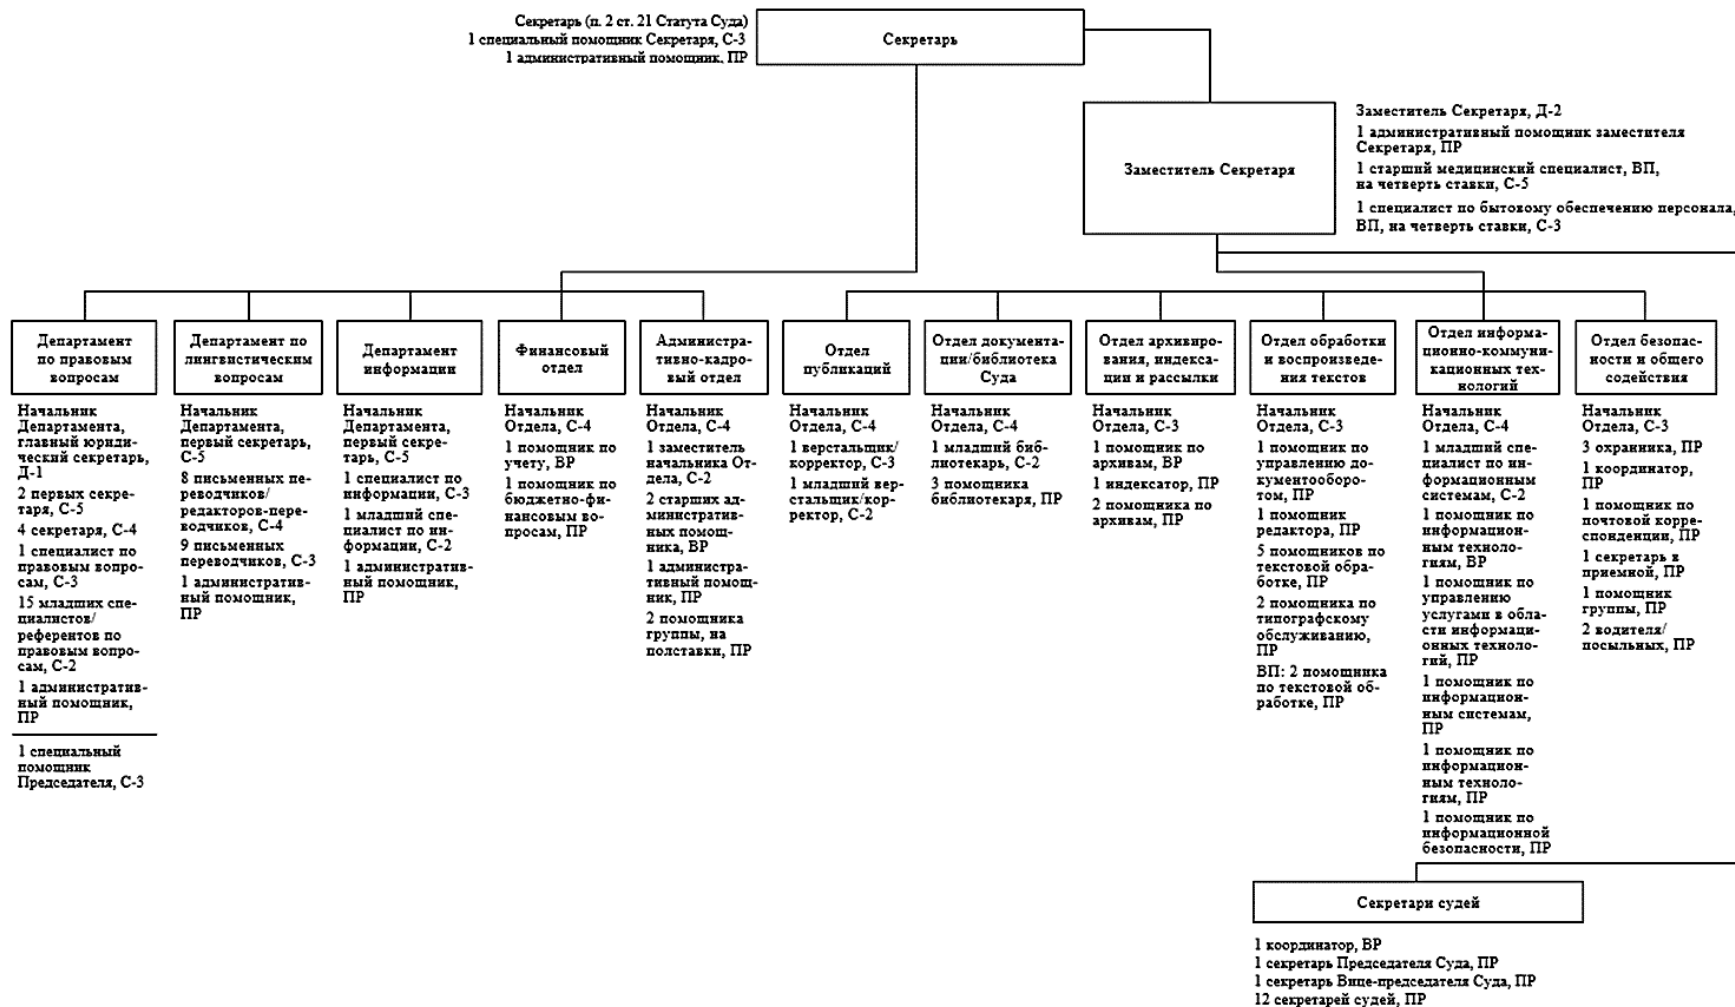 Секретарь (п. 2 ст. 21 Статута Суда)
1 специальный помощник Секретаря, С-3
1 административный помощник, ПР
Секретарь
Заместитель Секретаря
Заместитель Секретаря, Д-2
1 административный помощник заместителя
Секретаря, ПР
1 старший медицинский специалист, ВП,
на четверть ставки, С-5
1 специалист по бытовому обеспечению персонала,
ВП, на четверть ставки, С-3
Департамент
по правовым
вопросам
Начальник
Департамента,
главный юриди-
ческий секретарь,
Д-1
2 первых секре-
таря, С-5
4 секретаря, С-4
1 специалист по
правовым вопро-
сам, С-3
15 младших спе-
циалистов/
референтов по
правовым вопро-
сам, С-2
1 административ-
ный помощник,
ПР
1 специальный
помощник
Председателя, С-3
Департамент по
лингвистическим
вопросам
Начальник
Департамента,
первый секретарь,
С-5
8 письменных пе-
реводчиков/
редакторов-пере-
водчиков, С-4
9 письменных
переводчиков, С-3
1 административ-
ный помощник,
ПР
Департамент
информации
Начальник
Департамента,
первый секре-
тарь, С-5
1 специалист по
информации, С-3
1 младший спе-
циалист по ин-
формации, С-2
1 административ-
ный помощник,
ПР
Финансовый
отдел
Начальник
Отдела, С-4
1 помощник по
учету, ВР
1 помощник по
бюджетно-фи-
нансовым во-
просам, ПР
Администра-
тивно-кадро-
вый отдел
Начальник
Отдела, С-4
1 заместитель
начальника От-
дела, С-2
2 старших ад-
министратив-
ных помощ-
ника, ВР
1 администра-
тивный помощ-
ник, ПР
2 помощника
группы, на
полставки, ПР
Отдел
публикаций
Начальник
Отдела, С-4
1 верстальщик/
корректор, С-3
1 младший вер-
стальщик/кор-
ректор, С-2
Отдел документа-
ции/библиотека
Суда
Начальник
Отдела, С-4
1 младший биб-
лиотекарь, С-2
3 помощника
библиотекаря, ПР
Отдел архивирова-
ния, индекса-
ции и рассылки
Начальник
Отдела, С-3
1 помощник по
архивам, ВР
1 индексатор, ПР
2 помощника по
архивам, ПР
Отдел обработки
и воспроизведе-
ния текстов
Начальник
Отдела, С-3
1 помощник по
управлению до-
кументооборо-
том, ПР
1 помощник
редактора, ПР
5 помощников по
текстовой обра-
ботке, ПР
2 помощника по
типографскому
обслуживанию,
ПР
ВП: 2 помощника
по текстовой об-
работке, ПР
Отдел информа-
ционно-коммуни-
кационных тех-
нологий
Начальник
Отдела, С-4
1 младший спе-
циалист по ин-
формационным
системам, С-2
1 помощник по
информацион-
ным техноло-
гиям, ВР
1 помощник по
управлению
услугами в обла-
сти информаци-
онных техноло-
гий, ПР
1 помощник по
информацион-
ным системам,
ПР
1 помощник по
информацион-
ным техноло-
гиям, ПР
1 помощник по
информационной
безопасности, ПР
Отдел безопас-
ности и общего
содействия
Начальник
Отдела, С-3
3 охранника, ПР
1 координатор,
ПР
1 помощник по
почтовой корре-
спонденции, ПР
1 секретарь в
приемной, ПР
1 помощник
группы, ПР
2 водителя/
посыльных, ПР
Секретари судей
1 координатор, ВР
1 секретарь Председателя Суда, ПР
1 секретарь Вице-председателя Суда, ПР
12 секретарей судей, ПР